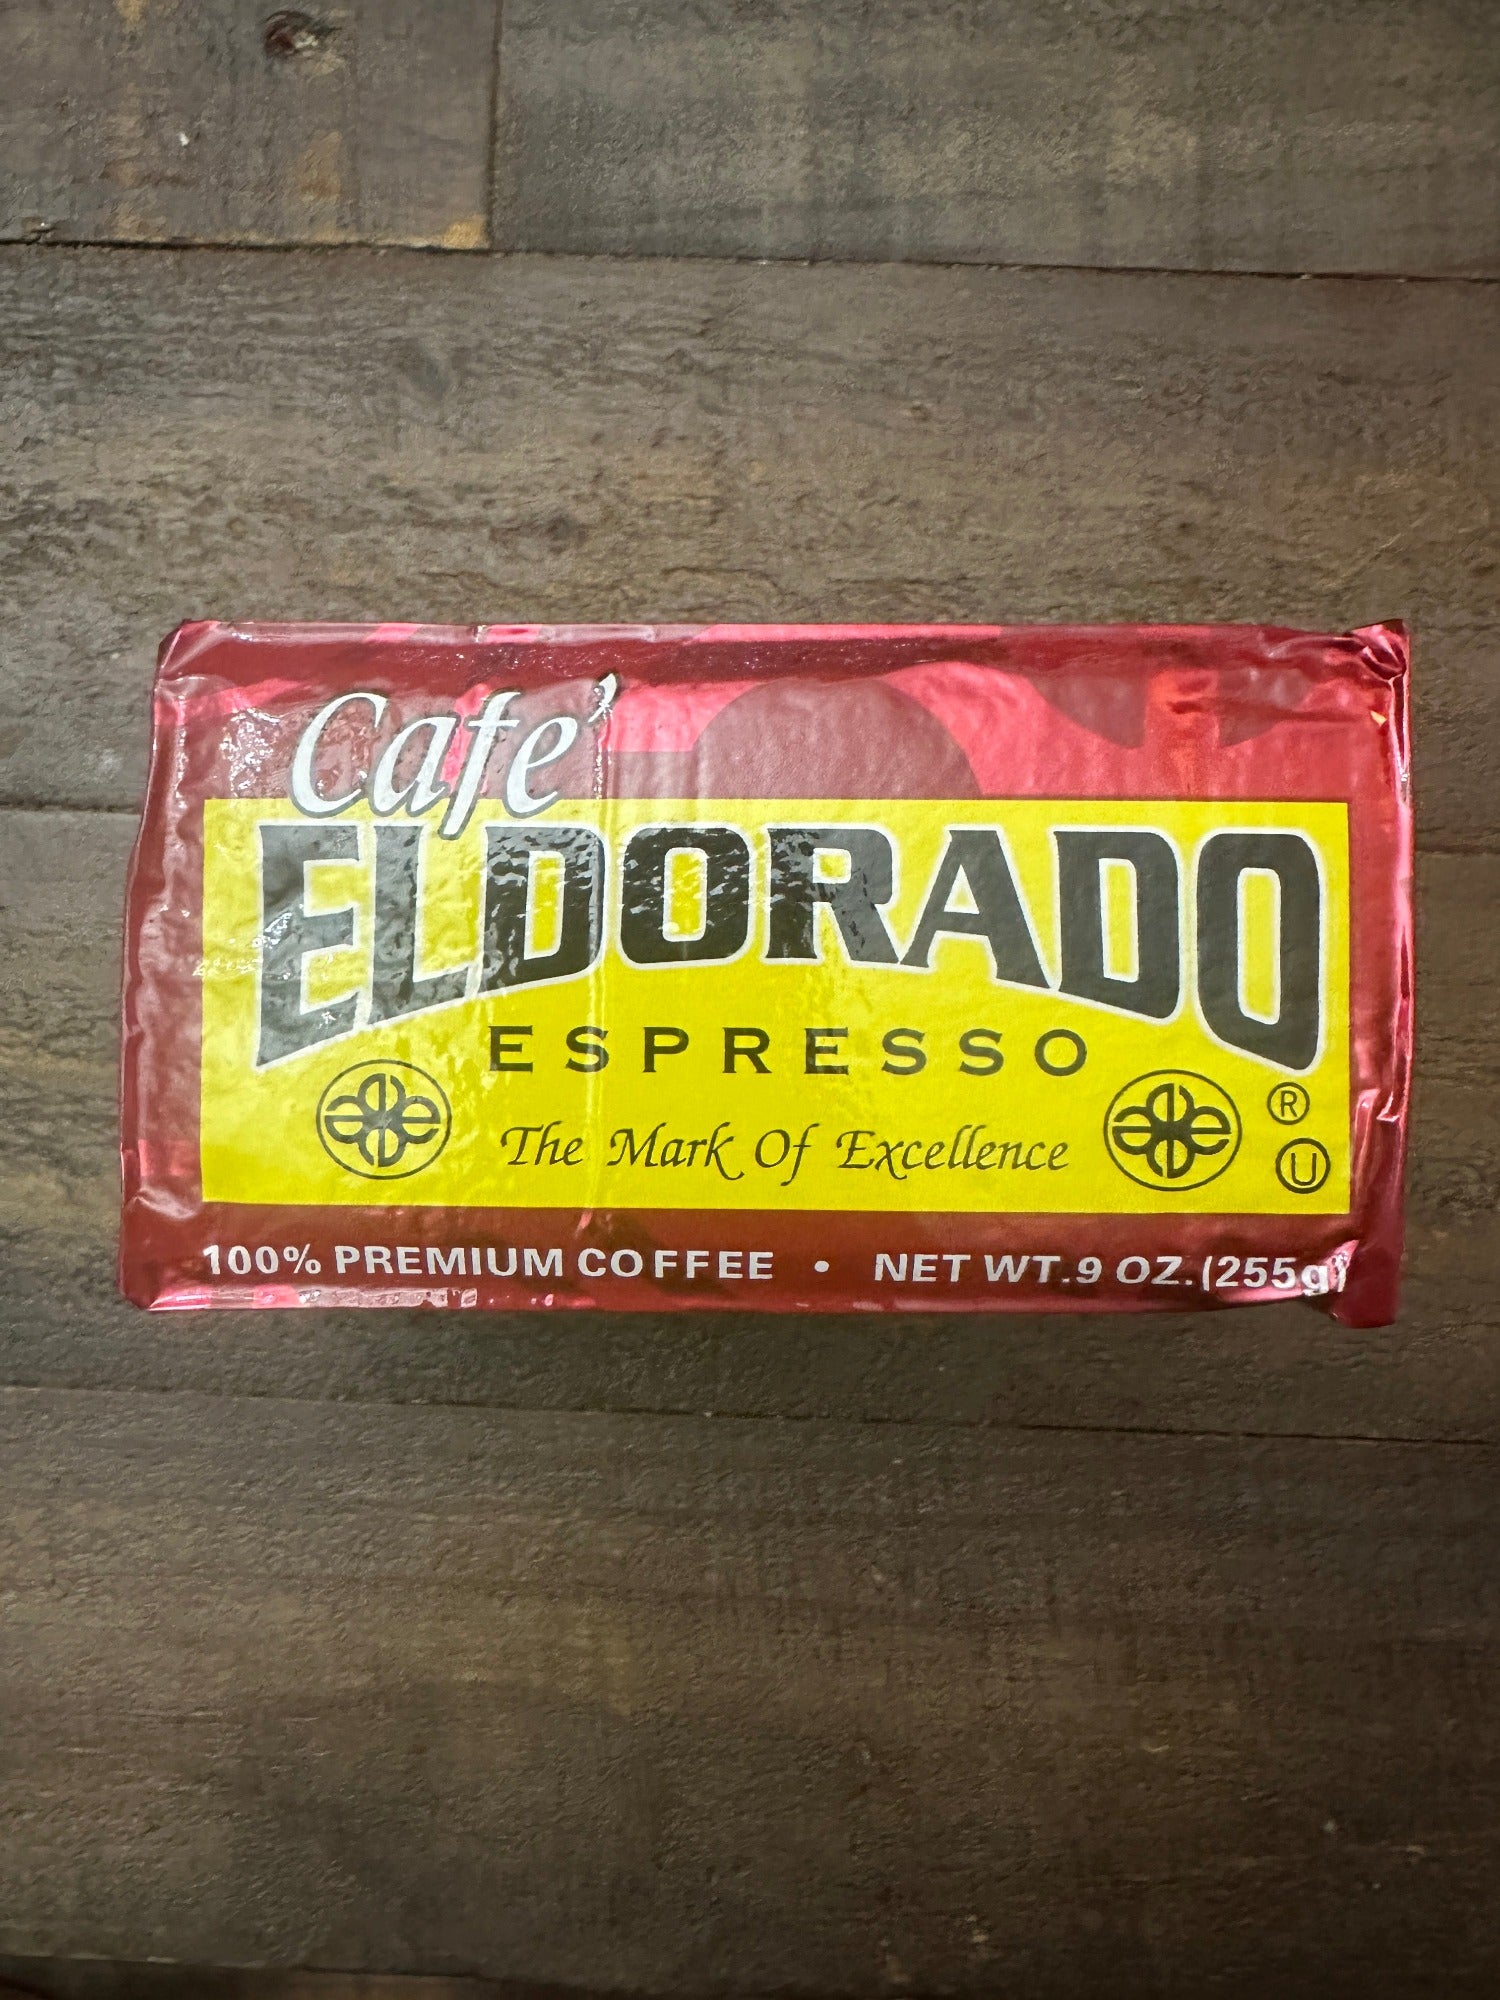 Cafe'
ELDORADO
ESPRESSO
The Mark Of Excellence
®
Ⓤ
100% PREMIUM COFFEE • NET WT.9 OZ.(255g)